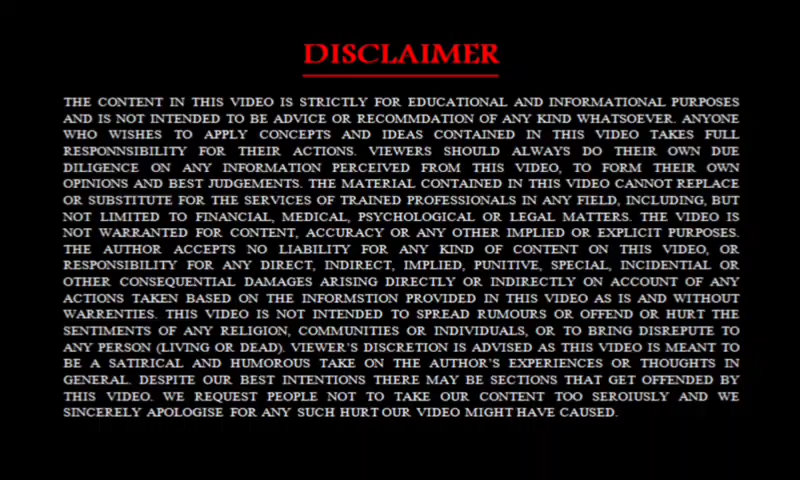 DISCLAIMER
THE CONTENT IN THIS VIDEO IS STRICTLY FOR EDUCATIONAL AND INFORMATIONAL PURPOSES
AND IS NOT INTENDED TO BE ADVICE OR RECOMMDATION OF ANY KIND WHATSOEVER. ANYONE
WHO WISHES TO APPLY CONCEPTS AND IDEAS CONTAINED IN THIS VIDEO TAKES FULL
RESPONNSIBILITY FOR THEIR ACTIONS. VIEWERS SHOULD ALWAYS DO THEIR OWN DUE
DILIGENCE ON ANY INFORMATION PERCEIVED FROM THIS VIDEO, TO FORM THEIR OWN
OPINIONS AND BEST JUDGEMENTS. THE MATERIAL CONTAINED IN THIS VIDEO CANNOT REPLACE
OR SUBSTITUTE FOR THE SERVICES OF TRAINED PROFESSIONALS IN ANY FIELD, INCLUDING, BUT
NOT LIMITED TO FINANCIAL, MEDICAL, PSYCHOLOGICAL OR LEGAL MATTERS. THE VIDEO IS
NOT WARRANTED FOR CONTENT, ACCURACY OR ANY OTHER IMPLIED OR EXPLICIT PURPOSES.
THE AUTHOR ACCEPTS NO LIABILITY FOR ANY KIND OF CONTENT ON THIS VIDEO, OR
RESPONSIBILITY FOR ANY DIRECT, INDIRECT, IMPLIED, PUNITIVE, SPECIAL, INCIDENTAL OR
OTHER CONSEQUENTIAL DAMAGES ARISING DIRECTLY OR INDIRECTLY ON ACCOUNT OF ANY
ACTIONS TAKEN BASED ON THE INFORMSTION PROVIDED IN THIS VIDEO AS IS AND WITHOUT
WARRENTIES. THIS VIDEO IS NOT INTENDED TO SPREAD RUMOURS OR OFFEND OR HURT THE
SENTIMENTS OF ANY RELIGION, COMMUNITIES OR INDIVIDUALS, OR TO BRING DISREPUTE TO
ANY PERSON (LIVING OR DEAD). VIEWER'S DISCRETION IS ADVISED AS THIS VIDEO IS MEANT TO
BE A SATIRICAL AND HUMOROUS TAKE ON THE AUTHOR'S EXPERIENCES OR THOUGHTS IN
GENERAL. DESPITE OUR BEST INTENTIONS THERE MAY BE SECTIONS THAT GET OFFENDED BY
THIS VIDEO. WE REQUEST PEOPLE NOT TO TAKE OUR CONTENT TOO SEROIUSLY AND WE
SINCERELY APOLOGISE FOR ANY SUCH HURT OUR VIDEO MIGHT HAVE CAUSED.